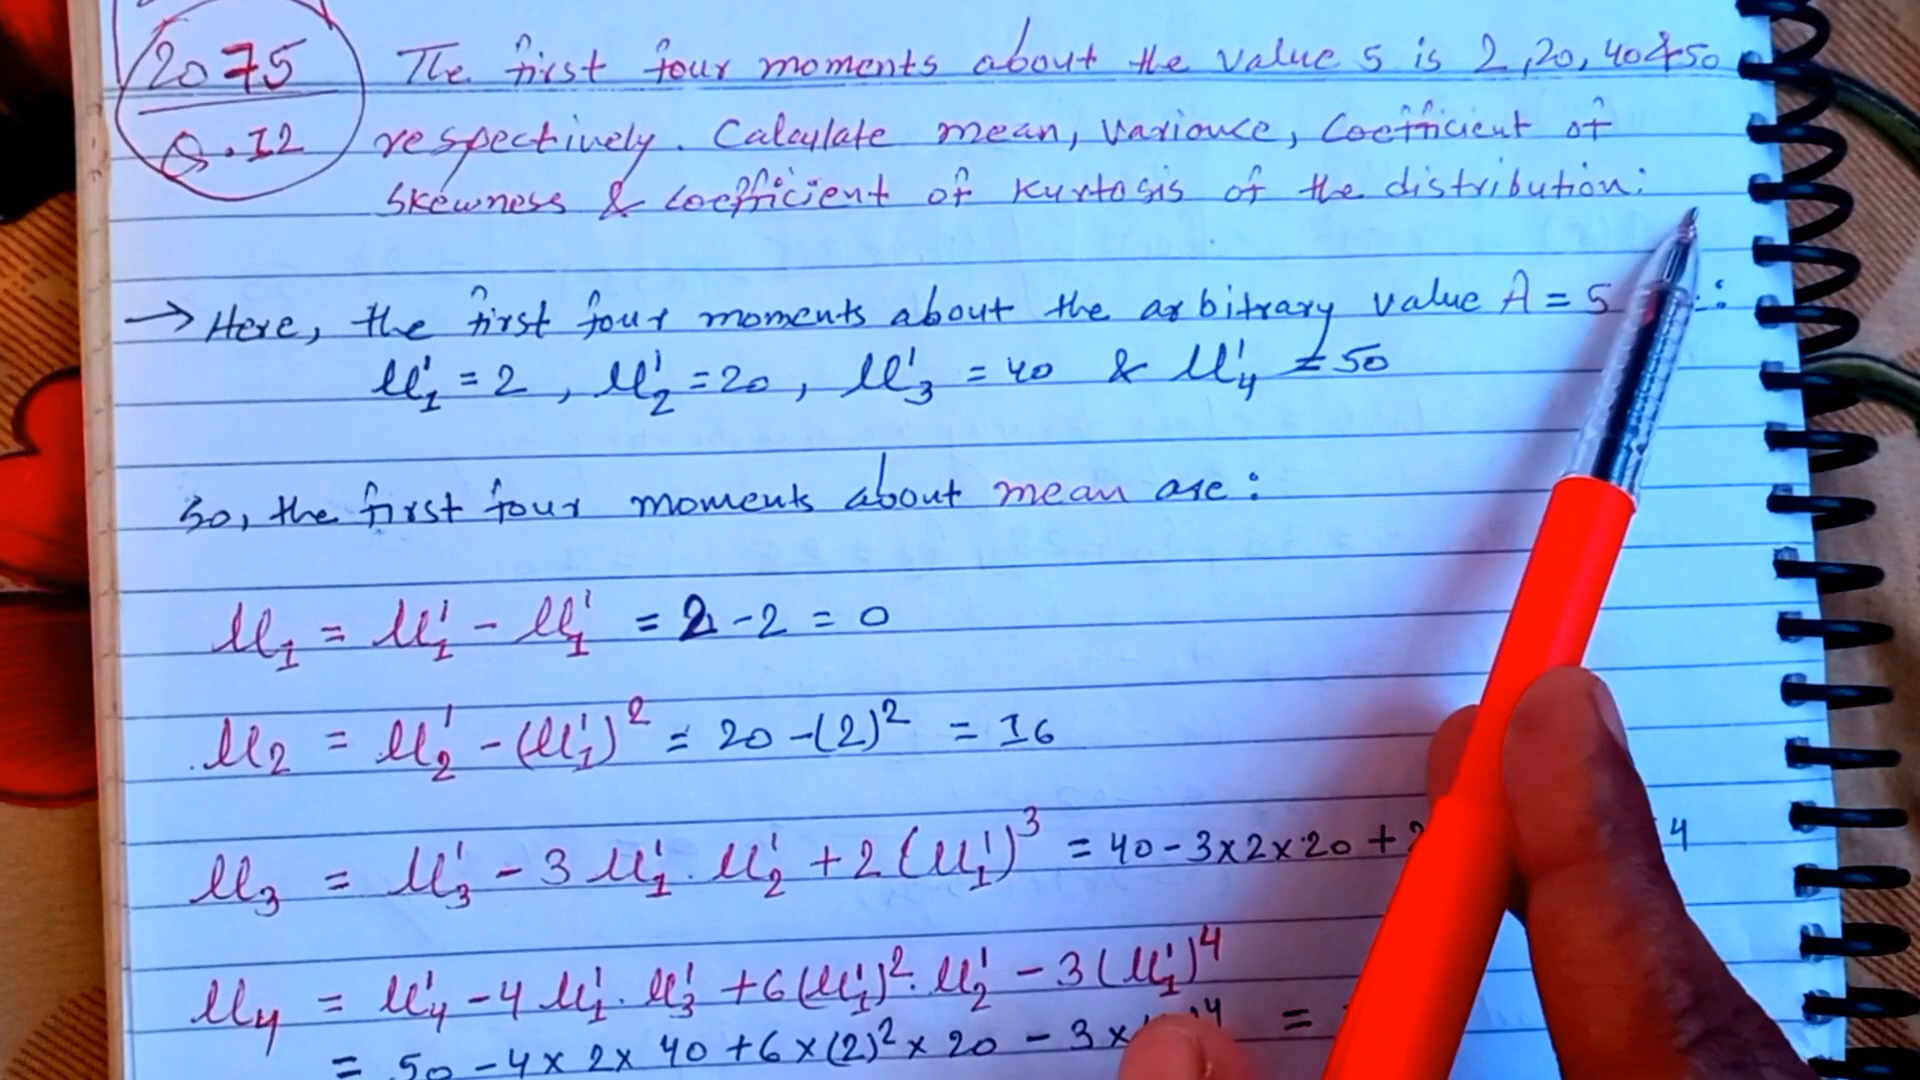 2075
Q.12
The first four moments about the value 5 is 2,20, 40&50
respectively. Calculate mean, variance, Coefficient of
Skewness & coefficient of Kurtosis of the distribution:
→ Here, the first four moments about the arbitrary value A = 5 :
μ'₁ = 2 , μ'₂ = 20 , μ'₃ = 40 & μ'₄ = 50
So, the first four moments about mean are :
μ₁ = μ'₁ - μ'₁ = 2 - 2 = 0
μ₂ = μ'₂ - (μ'₁)² = 20 - (2)² = 16
μ₃ = μ'₃ - 3 μ'₁ . μ'₂ + 2 (μ'₁)³ = 40 - 3x2x20 + 4
μ₄ = μ'₄ - 4 μ'₁ . μ'₃ + 6(μ'₁)² . μ'₂ - 3 (μ'₁)⁴
= 50 - 4 x 2 x 40 + 6 x (2)² x 20 - 3 x ⁴ =